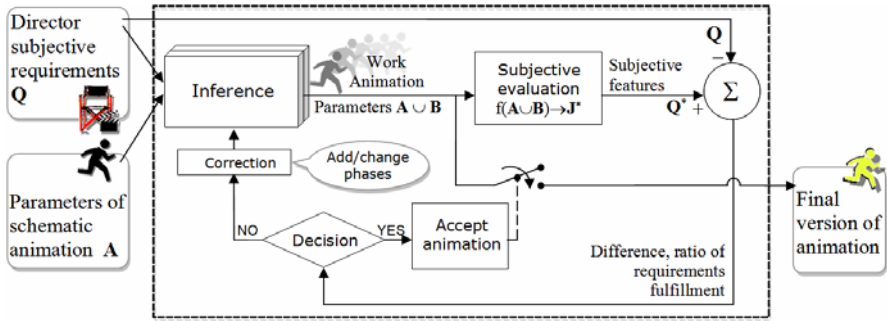 Director
subjective
requirements
Q
Parameters of
schematic
animation A
Inference
Work
Animation
Parameters A ∪ B
Subjective
evaluation
f(A∪B)→J*
Subjective
features
Q
−
Q* +
Σ
Correction
Add/change
phases
NO
Decision
YES
Accept
animation
Difference, ratio of
requirements
fulfillment
Final
version of
animation